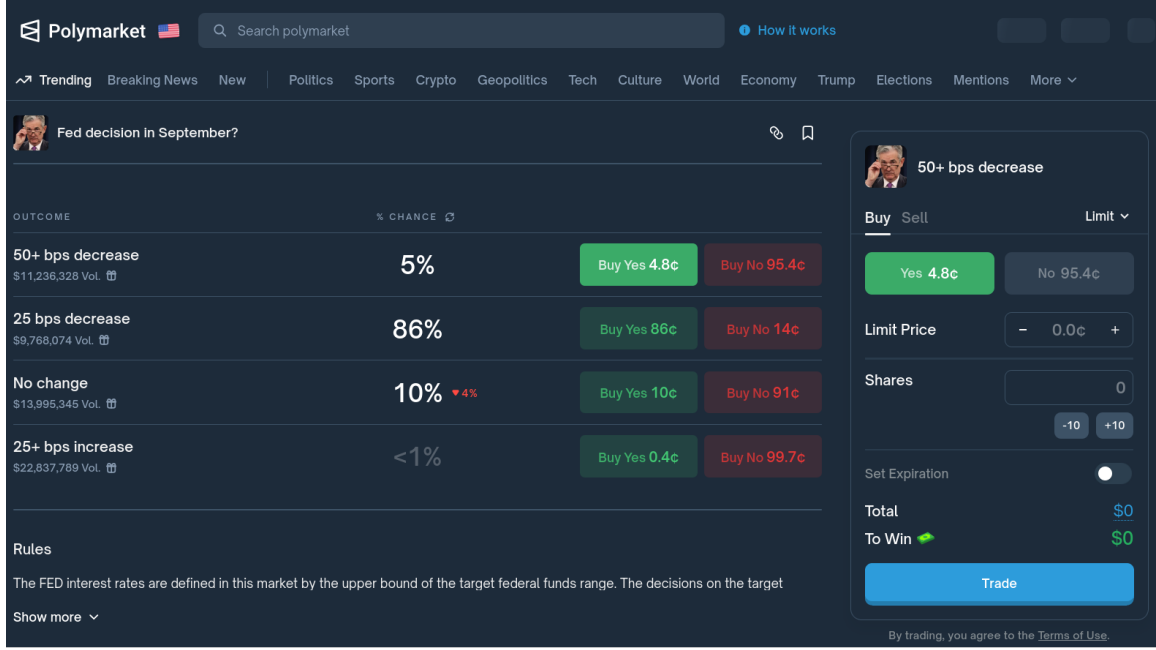 Polymarket
Search polymarket
How it works
Trending Breaking News New Politics Sports Crypto Geopolitics Tech Culture World Economy Trump Elections Mentions More
Fed decision in September?
OUTCOME % CHANGE
50+ bps decrease
$11,236,328 Vol.
5%
Buy Yes 4.8¢
Buy No 95.4¢
25 bps decrease
$9,768,074 Vol.
86%
Buy Yes 86¢
Buy No 14¢
No change
$13,995,345 Vol.
10% ▼4%
Buy Yes 10¢
Buy No 91¢
25+ bps increase
$22,837,789 Vol.
<1%
Buy Yes 0.4¢
Buy No 99.7¢
Rules
The FED interest rates are defined in this market by the upper bound of the target federal funds range. The decisions on the target
Show more
50+ bps decrease
Buy Sell Limit
Yes 4.8¢ No 95.4¢
Limit Price − 0.0¢ +
Shares 0
-10 +10
Set Expiration
Total $0
To Win $0
Trade
By trading, you agree to the Terms of Use.